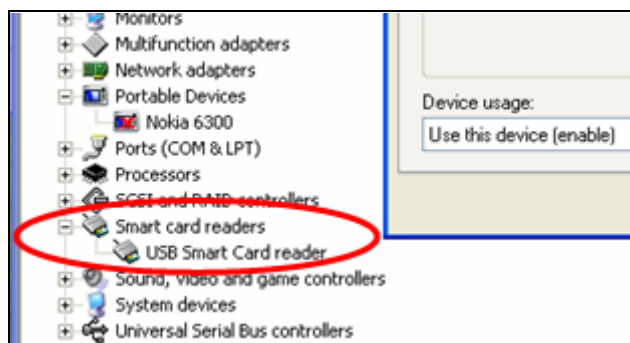 Monitors
Multifunction adapters
Network adapters
Portable Devices
Nokia 6300
Ports (COM & LPT)
Processors
SCSI and RAID controllers
Smart card readers
USB Smart Card reader
Sound, video and game controllers
System devices
Universal Serial Bus controllers
Device usage:
Use this device (enable)